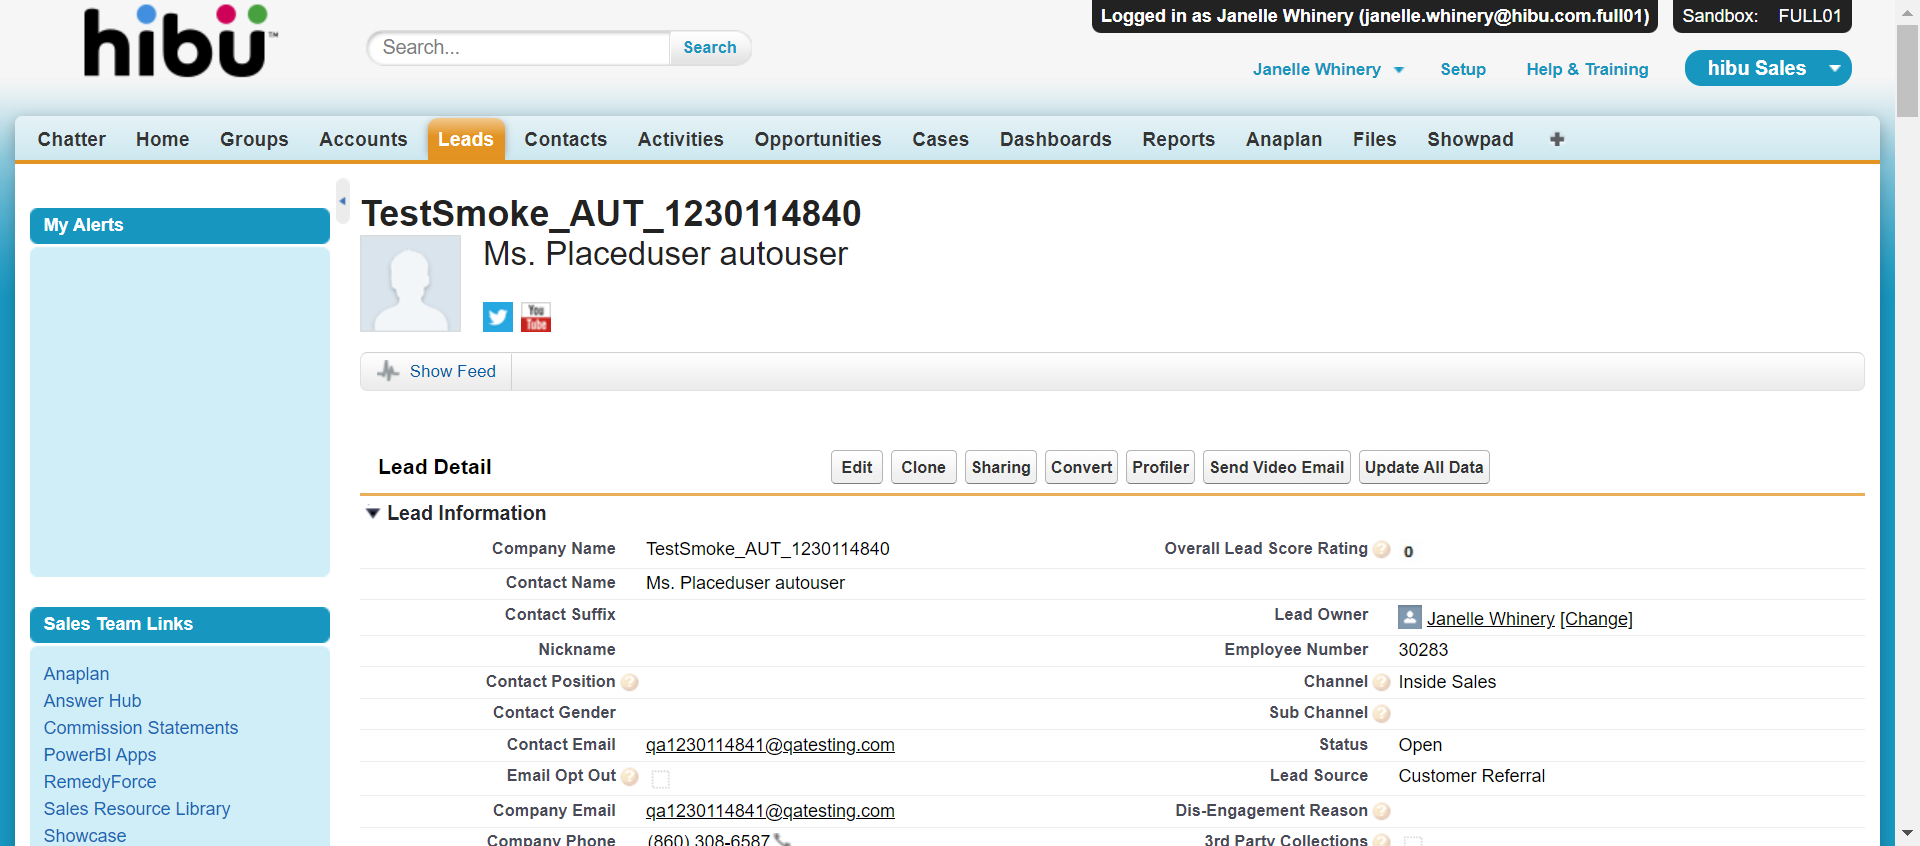 hibü™
Search...
Search
Logged in as Janelle Whinery (janelle.whinery@hibu.com.full01)
Sandbox: FULL01
Janelle Whinery
Setup
Help & Training
hibu Sales
Chatter
Home
Groups
Accounts
Leads
Contacts
Activities
Opportunities
Cases
Dashboards
Reports
Anaplan
Files
Showpad
My Alerts
Sales Team Links
Anaplan
Answer Hub
Commission Statements
PowerBI Apps
RemedyForce
Sales Resource Library
Showcase
TestSmoke_AUT_1230114840
Ms. Placeduser autouser
You
Tube
Show Feed
Lead Detail
Edit
Clone
Sharing
Convert
Profiler
Send Video Email
Update All Data
Lead Information
Company Name TestSmoke_AUT_1230114840 Overall Lead Score Rating ? 0
Contact Name Ms. Placeduser autouser
Contact Suffix Lead Owner Janelle Whinery [Change]
Nickname Employee Number 30283
Contact Position ? Channel ? Inside Sales
Contact Gender Sub Channel ?
Contact Email qa1230114841@qatesting.com Status Open
Email Opt Out ? Lead Source Customer Referral
Company Email qa1230114841@qatesting.com Dis-Engagement Reason ?
Company Phone (860) 308-6587 3rd Party Collections ?